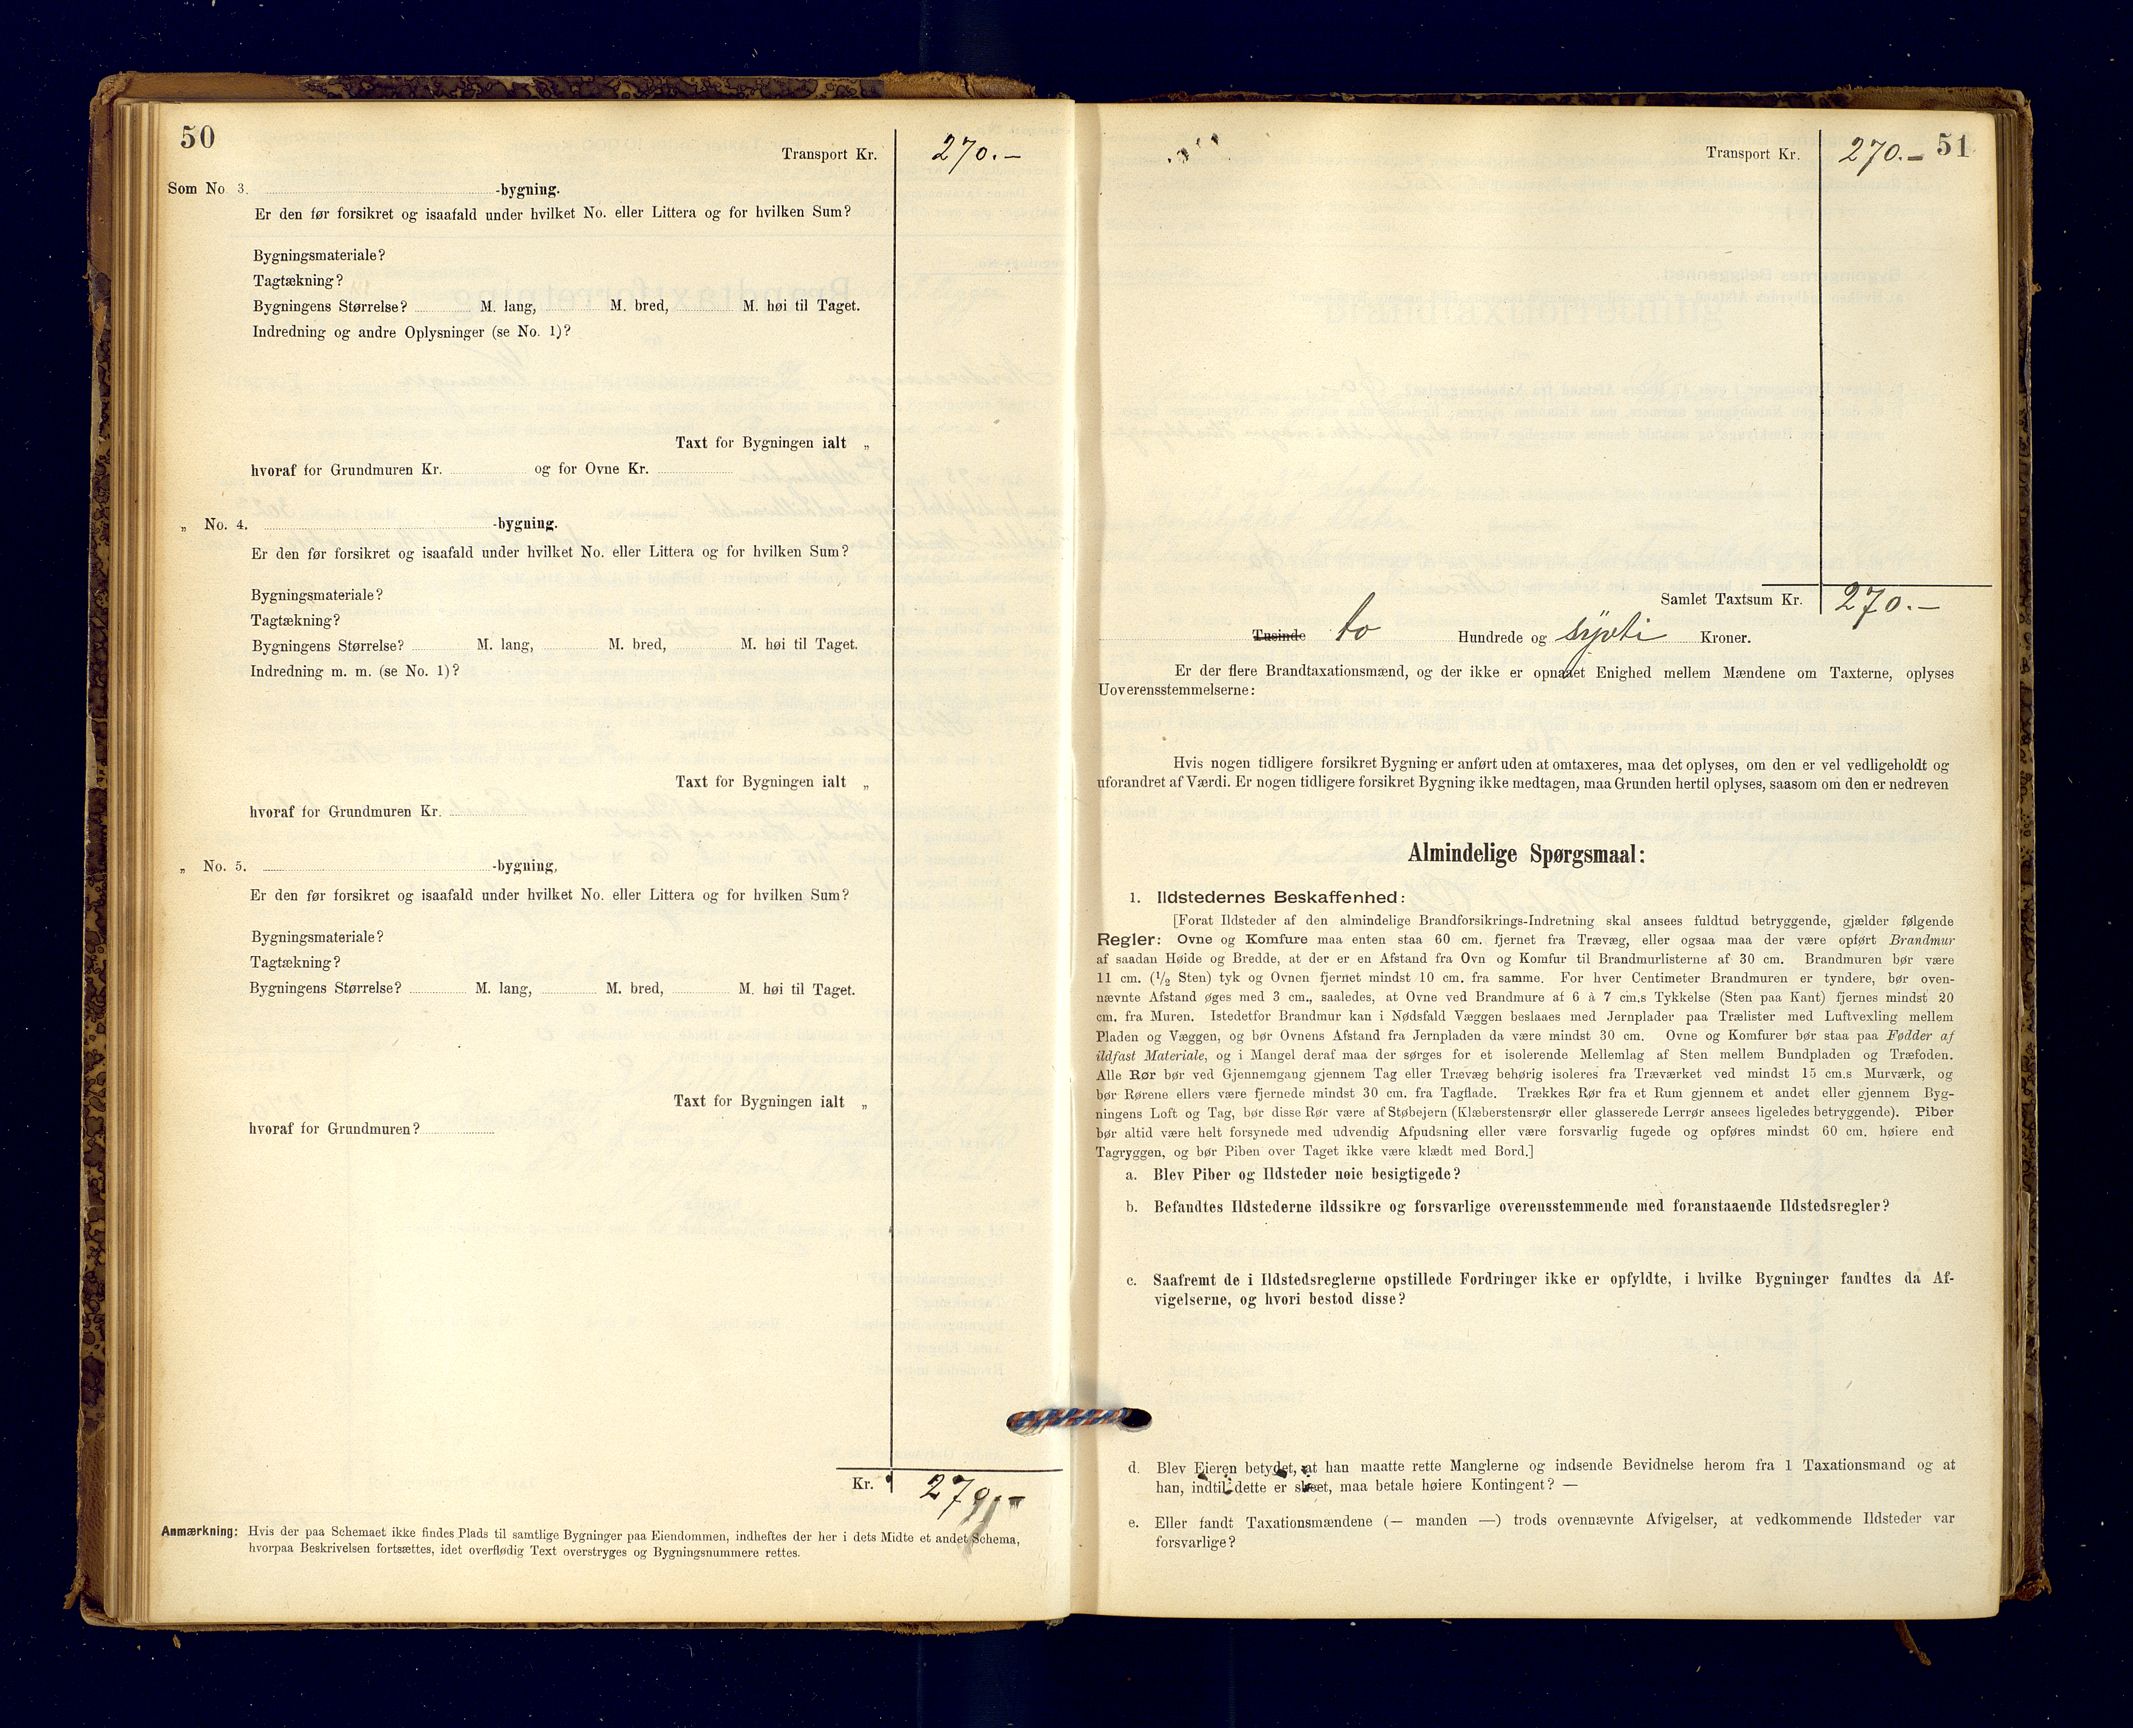 50
Transport Kr. 270.-
Som No. 3. -bygning.
Er den før forsikret og isaafald under hvilket No. eller Littera og for hvilken Sum?
Bygningsmateriale?
Tagtækning?
Bygningens Størrelse? M. lang, M. bred, M. høi til Taget.
Indredning og andre Oplysninger (se No. 1)?
Taxt for Bygningen ialt „
hvoraf for Grundmuren Kr. og for Ovne Kr.
„ No. 4. -bygning.
Er den før forsikret og isaafald under hvilket No. eller Littera og for hvilken Sum?
Bygningsmateriale?
Tagtækning?
Bygningens Størrelse? M. lang, M. bred, M. høi til Taget.
Indredning m. m. (se No. 1)?
Taxt for Bygningen ialt „
hvoraf for Grundmuren Kr.
„ No. 5. -bygning,
Er den før forsikret og isaafald under hvilket No. eller Littera og for hvilken Sum?
Bygningsmateriale?
Tagtækning?
Bygningens Størrelse? M. lang, M. bred, M. høi til Taget.
Taxt for Bygningen ialt „
hvoraf for Grundmuren?
Kr. 270.-
Anmærkning: Hvis der paa Schemaet ikke findes Plads til samtlige Bygninger paa Eiendommen, indheftes der her i dets Midte et andet Schema,
hvorpaa Beskrivelsen fortsættes, idet overflødig Text overstryges og Bygningsnummere rettes.
51
Transport Kr. 270.-
Samlet Taxtsum Kr. 270.-
Tusinde to Hundrede og sytti Kroner.
Er der flere Brandtaxationsmænd, og der ikke er opnaaet Enighed mellem Mændene om Taxterne, oplyses
Uoverensstemmelserne:
Hvis nogen tidligere forsikret Bygning er anført uden at omtaxeres, maa det oplyses, om den er vel vedligeholdt og
uforandret af Værdi. Er nogen tidligere forsikret Bygning ikke medtagen, maa Grunden hertil oplyses, saasom om den er nedreven
Almindelige Spørgsmaal:
1. Ildstedernes Beskaffenhed:
[Forat Ildsteder af den almindelige Brandforsikrings-Indretning skal ansees fuldtud betryggende, gjælder følgende
Regler: Ovne og Komfure maa enten staa 60 cm. fjernet fra Trævæg, eller ogsaa maa der være opført Brandmur
af saadan Høide og Bredde, at der er en Afstand fra Ovn og Komfur til Brandmurlisterne af 30 cm. Brandmuren bør være
11 cm. (1/2 Sten) tyk og Ovnen fjernet mindst 10 cm. fra samme. For hver Centimeter Brandmuren er tyndere, bør oven-
nævnte Afstand øges med 3 cm., saaledes, at Ovne ved Brandmure af 6 à 7 cm.s Tykkelse (Sten paa Kant) fjernes mindst 20
cm. fra Muren. Istedetfor Brandmur kan i Nødsfald Væggen beslaaes med Jernplader paa Trælister med Luftvexling mellem
Pladen og Væggen, og bør Ovnens Afstand fra Jernpladen da være mindst 30 cm. Ovne og Komfurer bør staa paa Fødder af
ildfast Materiale, og i Mangel deraf maa der sørges for et isolerende Mellemlag af Sten mellem Bundpladen og Træfoden.
Alle Rør bør ved Gjennemgang gjennem Tag eller Trævæg behørig isoleres fra Træværket ved mindst 15 cm.s Murværk, og
bør Rørene ellers være fjernede mindst 30 cm. fra Tagflade. Trækkes Rør fra et Rum gjennem et andet eller gjennem Byg-
ningens Loft og Tag, bør disse Rør være af Støbejern (Klæberstensrør eller glasserede Lerrør ansees ligeledes betryggende). Piber
bør altid være helt forsynede med udvendig Afpudsning eller være forsvarlig fugede og opføres mindst 60 cm. høiere end
Tagryggen, og bør Piben over Taget ikke være klædt med Bord.]
a. Blev Piber og Ildsteder nøie besigtigede?
b. Befandtes Ildstederne ildssikre og forsvarlige overensstemmende med foranstaaende Ildstedsregler?
c. Saafremt de i Ildstedsreglerne opstillede Fordringer ikke er opfyldte, i hvilke Bygninger fandtes da Af-
vigelserne, og hvori bestod disse?
d. Blev Eieren betydet, at han maatte rette Manglerne og indsende Bevidnelse herom fra 1 Taxationsmand og at
han, indtil dette er skeet, maa betale høiere Kontingent? —
e. Eller fandt Taxationsmændene (— manden —) trods ovennævnte Afvigelser, at vedkommende Ildsteder var
forsvarlige?